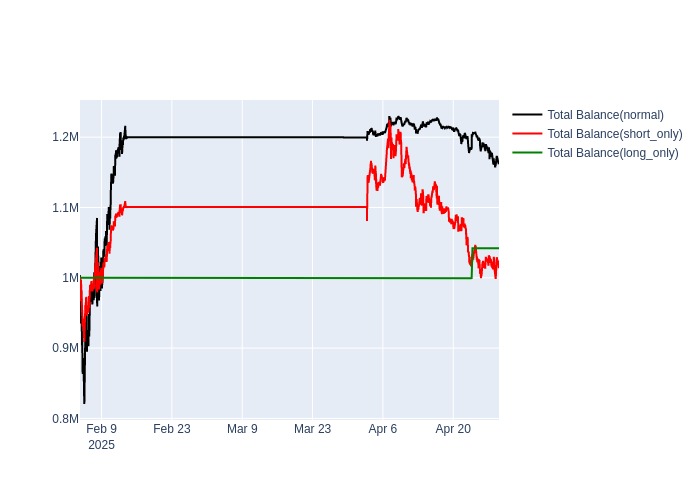 Total Balance(normal)
Total Balance(short_only)
Total Balance(long_only)
1.2M
1.1M
1M
0.9M
0.8M
Feb 9
2025
Feb 23
Mar 9
Mar 23
Apr 6
Apr 20